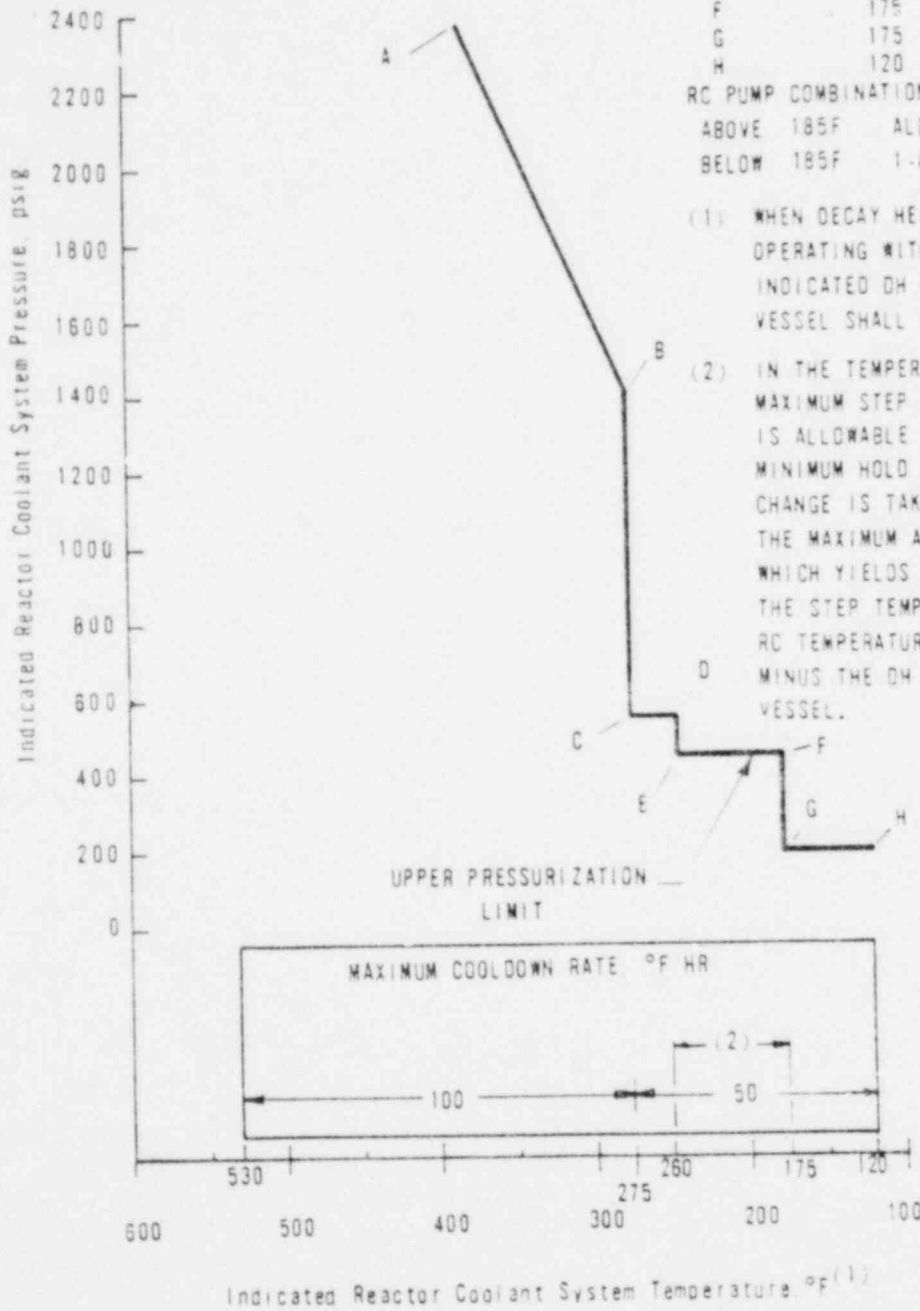 F 175
G 175
H 120
RC PUMP COMBINATION
ABOVE 185F
BELOW 185F
(1) WHEN DECAY HE
OPERATING WIT
INDICATED DH
VESSEL SHALL
(2) IN THE TEMPER
MAXIMUM STEP
IS ALLOWABLE
MINIMUM HOLD
CHANGE IS TAK
THE MAXIMUM A
WHICH YIELDS
THE STEP TEMP
RC TEMPERATUR
MINUS THE DH
VESSEL.
Indicated Reactor Coolant System Pressure, psig
2400
2200
2000
1800
1600
1400
1200
1000
800
600
400
200
0
A
B
C
D
E
F
G
H
UPPER PRESSURIZATION
LIMIT
MAXIMUM COOLDOWN RATE °F HR
(2)
100
50
530
275
260
175
120
600
500
400
300
200
100
Indicated Reactor Coolant System Temperature, °F(1)